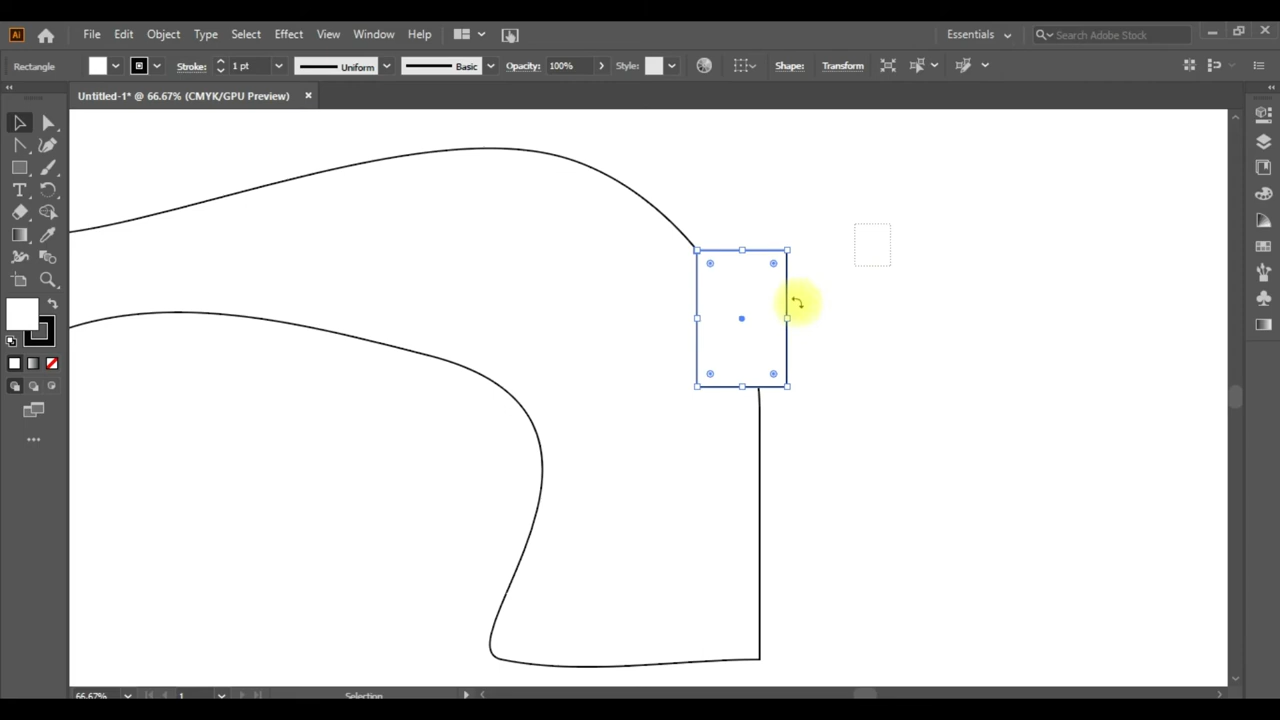 Ai File Edit Object Type Select Effect View Window Help Essentials Search Adobe Stock
Rectangle Stroke: 1 pt Uniform Basic Opacity: 100% Style: Shape: Transform
Untitled-1* @ 66.67% (CMYK/GPU Preview)
66.67% 1 Selection